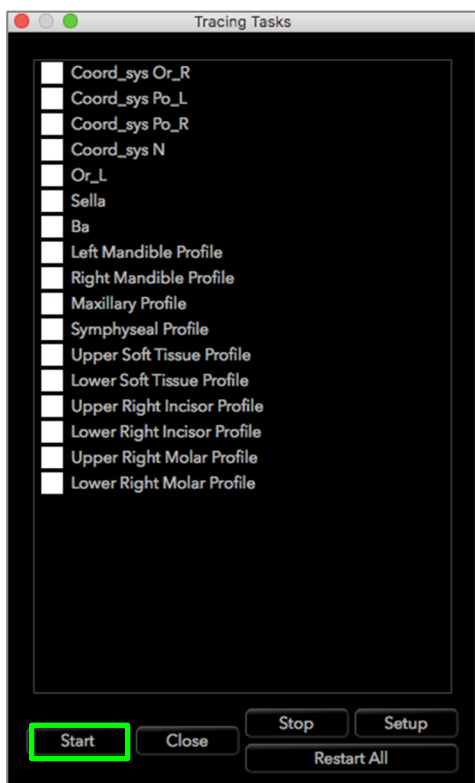 Tracing Tasks
Coord_sys Or_R
Coord_sys Po_L
Coord_sys Po_R
Coord_sys N
Or_L
Sella
Ba
Left Mandible Profile
Right Mandible Profile
Maxillary Profile
Symphyseal Profile
Upper Soft Tissue Profile
Lower Soft Tissue Profile
Upper Right Incisor Profile
Lower Right Incisor Profile
Upper Right Molar Profile
Lower Right Molar Profile
Stop Setup
Start Close
Restart All